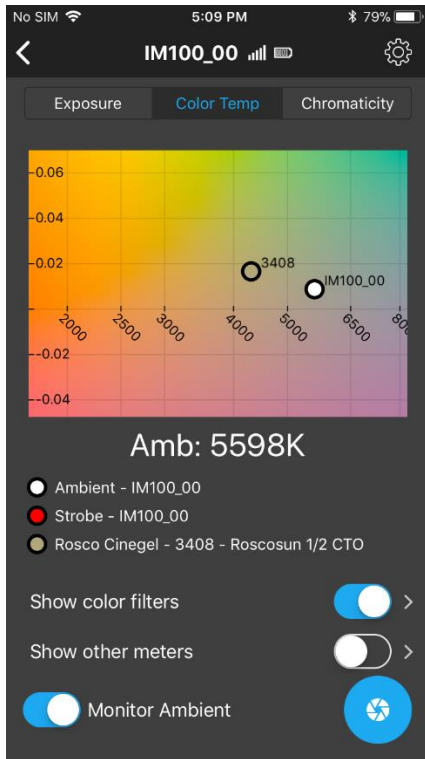 No SIM 5:09 PM 79%
IM100_00
Exposure Color Temp Chromaticity
0.06
0.04
0.02
3408
IM100_00
2000 2500 3000 4000 5000 6500 800
-0.02
-0.04
Amb: 5598K
Ambient - IM100_00
Strobe - IM100_00
Rosco Cinegel - 3408 - Roscosun 1/2 CTO
Show color filters
Show other meters
Monitor Ambient